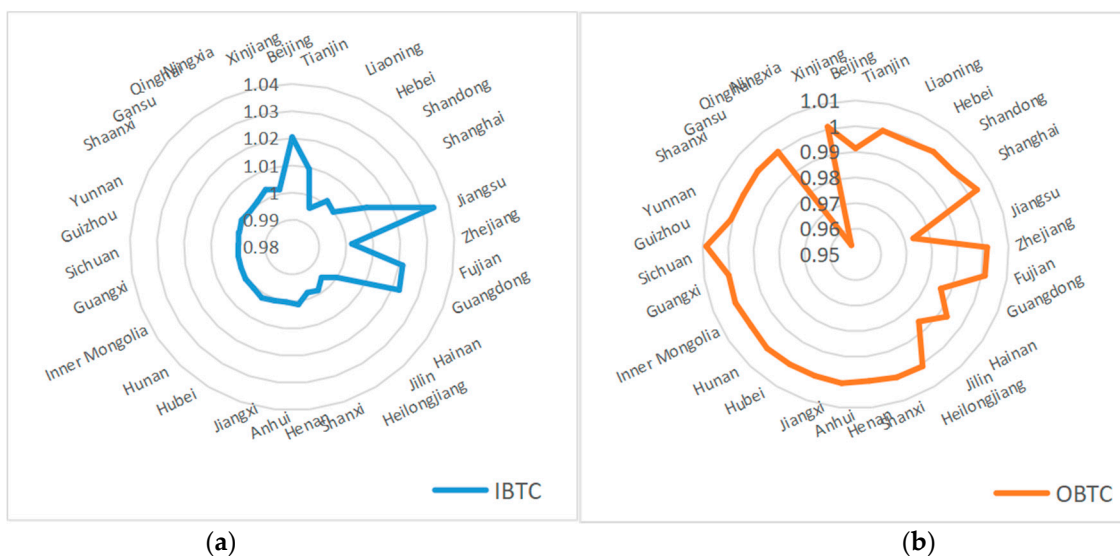 Beijing
Tianjin
Liaoning
Hebei
Shandong
Shanghai
Jiangsu
Zhejiang
Fujian
Guangdong
Hainan
Jilin
Heilongjiang
Shanxi
Henan
Anhui
Jiangxi
Hubei
Hunan
Inner Mongolia
Guangxi
Sichuan
Guizhou
Yunnan
Shaanxi
Gansu
Qinghai
Ningxia
Xinjiang
1.04
1.03
1.02
1.01
1
0.99
0.98
IBTC
(a)
Beijing
Tianjin
Liaoning
Hebei
Shandong
Shanghai
Jiangsu
Zhejiang
Fujian
Guangdong
Hainan
Jilin
Heilongjiang
Shanxi
Henan
Anhui
Jiangxi
Hubei
Hunan
Inner Mongolia
Guangxi
Sichuan
Guizhou
Yunnan
Shaanxi
Gansu
Qinghai
Ningxia
Xinjiang
1.01
1
0.99
0.98
0.97
0.96
0.95
OBTC
(b)